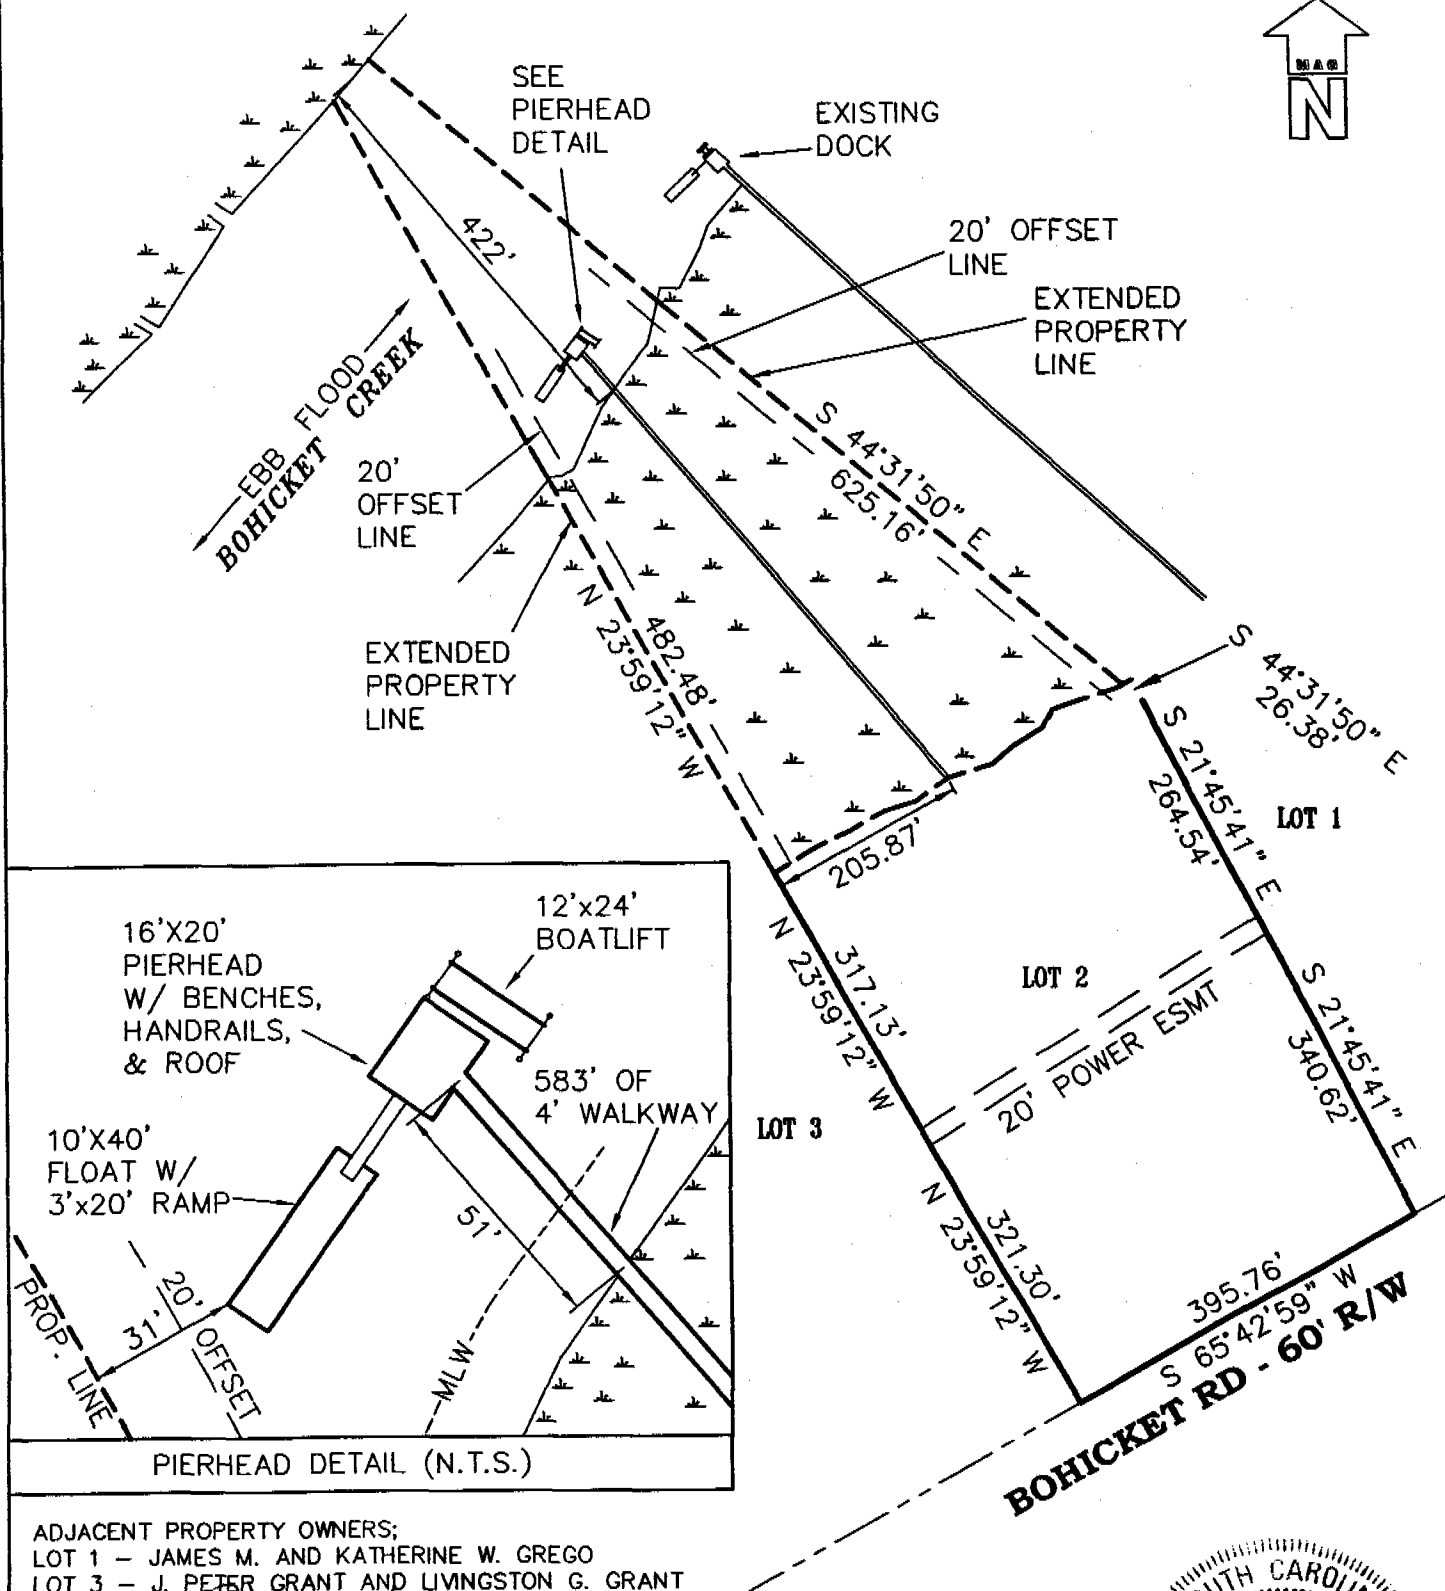 MAG
N
SEE
PIERHEAD
DETAIL
EXISTING
DOCK
422'
20' OFFSET
LINE
EXTENDED
PROPERTY
LINE
EBB FLOOD
BOHICKET CREEK
20'
OFFSET
LINE
S 44°31'50" E
625.16'
EXTENDED
PROPERTY
LINE
482.48'
N 23°59'12" W
S 44°31'50" E
26.38'
S 21°45'41" E
264.54'
LOT 1
205.87'
317.13'
N 23°59'12" W
LOT 2
20' POWER ESMT
S 21°45'41" E
340.62'
LOT 3
321.30'
N 23°59'12" W
395.76'
S 65°42'59" W
BOHICKET RD - 60' R/W
16'X20'
PIERHEAD
W/ BENCHES,
HANDRAILS,
& ROOF
12'x24'
BOATLIFT
583' OF
4' WALKWAY
10'X40'
FLOAT W/
3'x20' RAMP
51'
20' OFFSET
31'
PROP. LINE
MLW
PIERHEAD DETAIL (N.T.S.)
ADJACENT PROPERTY OWNERS;
LOT 1 – JAMES M. AND KATHERINE W. GREGO
LOT 3 – J. PETER GRANT AND LIVINGSTON G. GRANT
UTH CAROLI